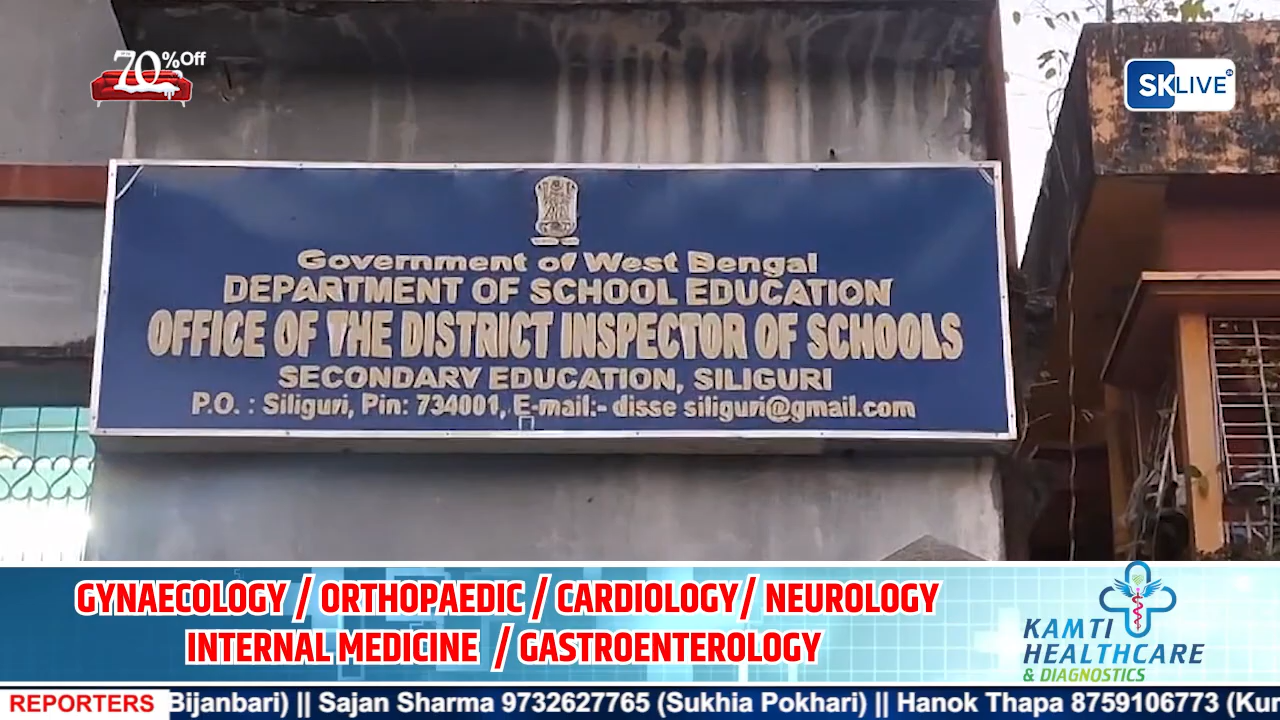 70%Off
SKLIVE
Government of West Bengal
DEPARTMENT OF SCHOOL EDUCATION
OFFICE OF THE DISTRICT INSPECTOR OF SCHOOLS
SECONDARY EDUCATION, SILIGURI
P.O. : Siliguri, Pin: 734001, E-mail:- disse siliguri@gmail.com
GYNAECOLOGY / ORTHOPAEDIC / CARDIOLOGY/ NEUROLOGY
INTERNAL MEDICINE / GASTROENTEROLOGY
KAMTI
HEALTHCARE
& DIAGNOSTICS
REPORTERS Bijanbari) || Sajan Sharma 9732627765 (Sukhia Pokhari) || Hanok Thapa 8759106773 (Kur